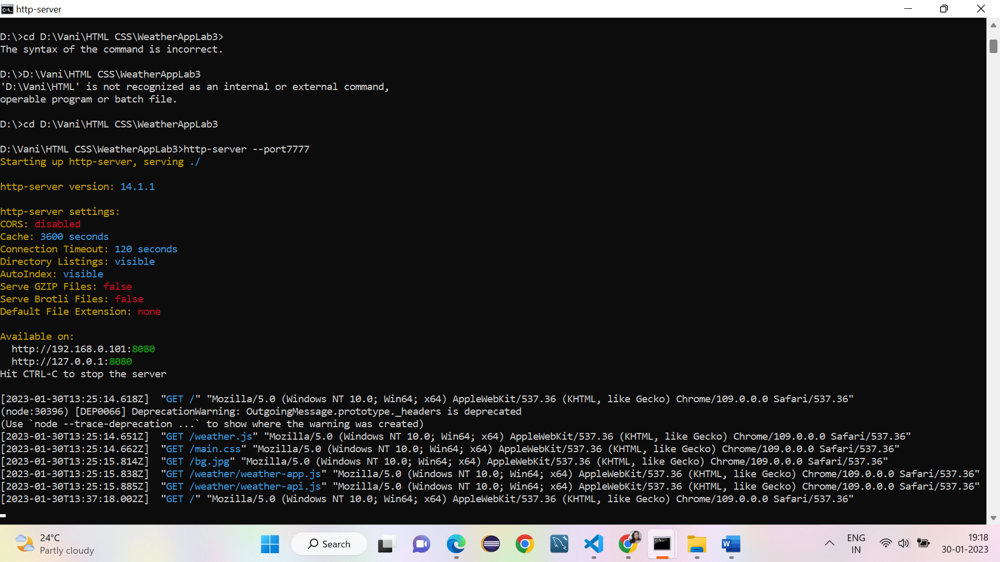 http-server
D:\>cd D:\Vani\HTML CSS\WeatherAppLab3>
The syntax of the command is incorrect.
D:\>D:\Vani\HTML CSS\WeatherAppLab3
'D:\Vani\HTML' is not recognized as an internal or external command,
operable program or batch file.
D:\>cd D:\Vani\HTML CSS\WeatherAppLab3
D:\Vani\HTML CSS\WeatherAppLab3>http-server --port7777
Starting up http-server, serving ./
http-server version: 14.1.1
http-server settings:
CORS: disabled
Cache: 3600 seconds
Connection Timeout: 120 seconds
Directory Listings: visible
AutoIndex: visible
Serve GZIP Files: false
Serve Brotli Files: false
Default File Extension: none
Available on:
  http://192.168.0.101:8080
  http://127.0.0.1:8080
Hit CTRL-C to stop the server
[2023-01-30T13:25:14.618Z]  "GET /" "Mozilla/5.0 (Windows NT 10.0; Win64; x64) AppleWebKit/537.36 (KHTML, like Gecko) Chrome/109.0.0.0 Safari/537.36"
(node:30396) [DEP0066] DeprecationWarning: OutgoingMessage.prototype._headers is deprecated
(Use `node --trace-deprecation ...` to show where the warning was created)
[2023-01-30T13:25:14.651Z]  "GET /weather.js" "Mozilla/5.0 (Windows NT 10.0; Win64; x64) AppleWebKit/537.36 (KHTML, like Gecko) Chrome/109.0.0.0 Safari/537.36"
[2023-01-30T13:25:14.662Z]  "GET /main.css" "Mozilla/5.0 (Windows NT 10.0; Win64; x64) AppleWebKit/537.36 (KHTML, like Gecko) Chrome/109.0.0.0 Safari/537.36"
[2023-01-30T13:25:15.814Z]  "GET /bg.jpg" "Mozilla/5.0 (Windows NT 10.0; Win64; x64) AppleWebKit/537.36 (KHTML, like Gecko) Chrome/109.0.0.0 Safari/537.36"
[2023-01-30T13:25:15.838Z]  "GET /weather/weather-app.js" "Mozilla/5.0 (Windows NT 10.0; Win64; x64) AppleWebKit/537.36 (KHTML, like Gecko) Chrome/109.0.0.0 Safari/537.36"
[2023-01-30T13:25:15.885Z]  "GET /weather/weather-api.js" "Mozilla/5.0 (Windows NT 10.0; Win64; x64) AppleWebKit/537.36 (KHTML, like Gecko) Chrome/109.0.0.0 Safari/537.36"
[2023-01-30T13:37:18.002Z]  "GET /" "Mozilla/5.0 (Windows NT 10.0; Win64; x64) AppleWebKit/537.36 (KHTML, like Gecko) Chrome/109.0.0.0 Safari/537.36"
24°C
Partly cloudy
Search
ENG
IN
19:18
30-01-2023